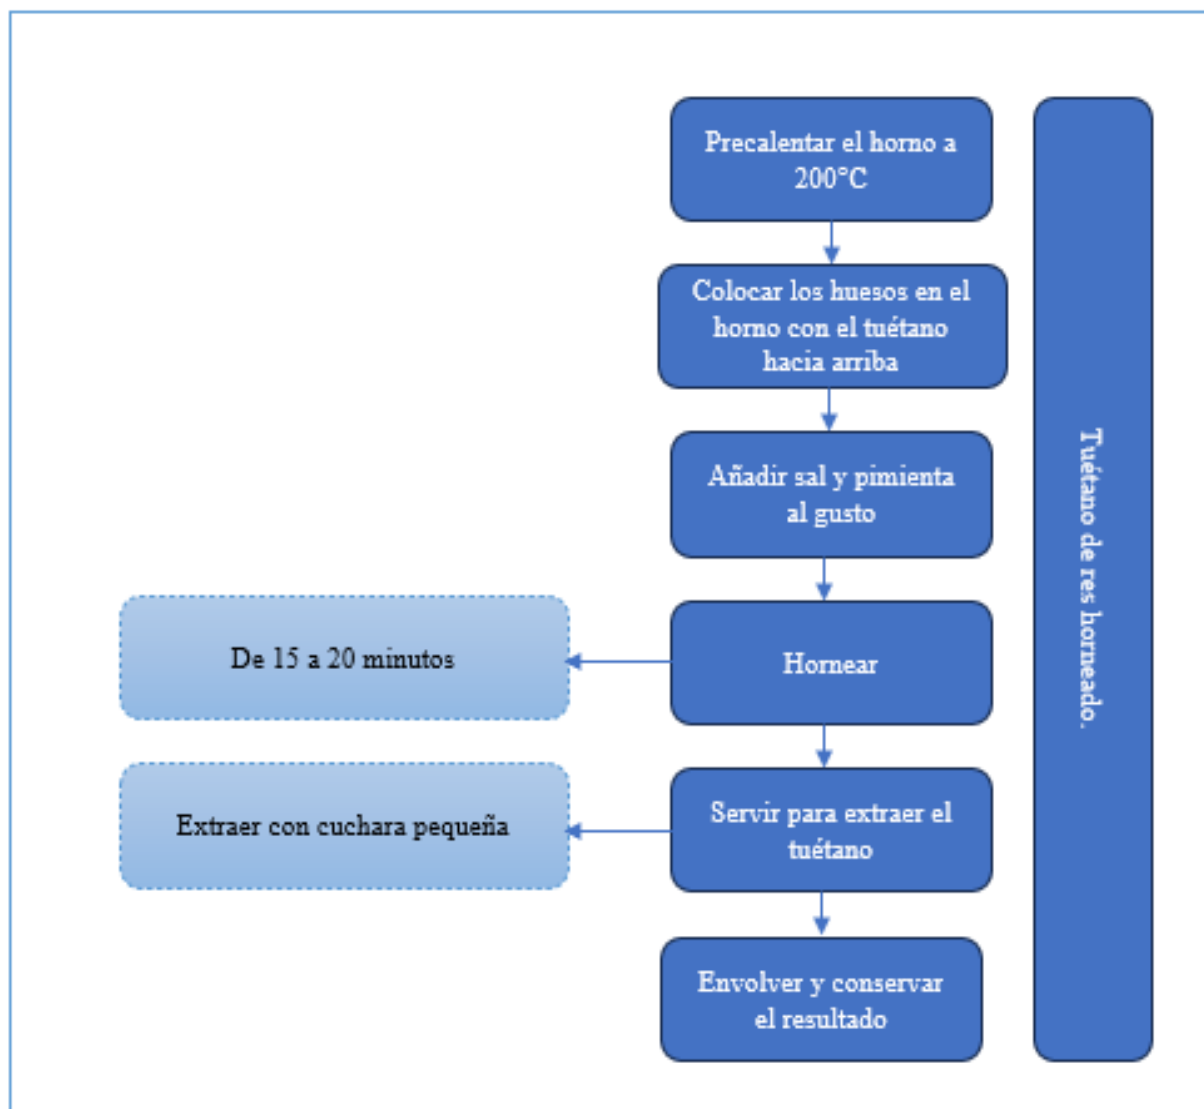 Precalentar el horno a
200°C
Colocar los huesos en el
horno con el tuétano
hacia arriba
Añadir sal y pimienta
al gusto
De 15 a 20 minutos
Hornear
Extraer con cuchara pequeña
Servir para extraer el
tuétano
Envolver y conservar
el resultado
Tuétano de res horneado.